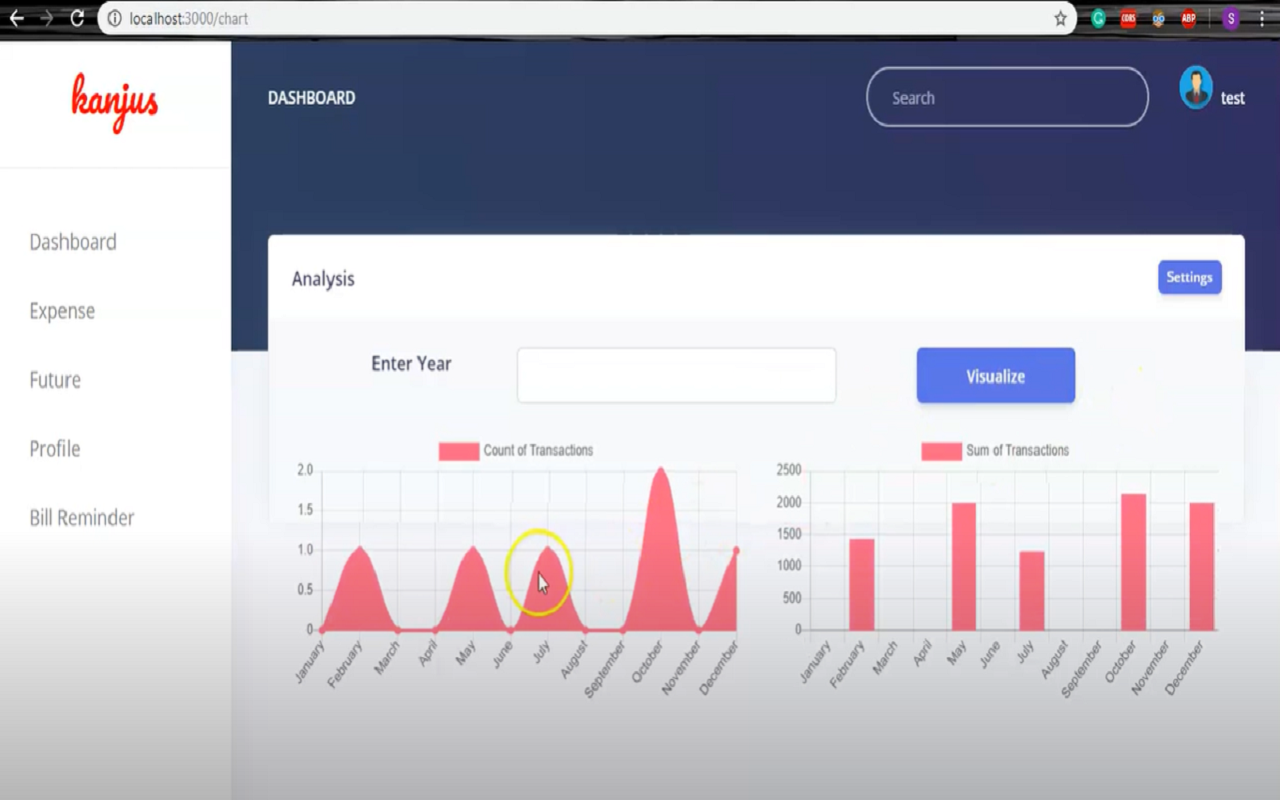 localhost:3000/chart
CORS
ABP
S
kanjus
DASHBOARD
Search
test
Dashboard
Expense
Future
Profile
Bill Reminder
Analysis
Settings
Enter Year
Visualize
Count of Transactions
2.0
1.5
1.0
0.5
0
January
February
March
April
May
June
July
August
September
October
November
December
Sum of Transactions
2500
2000
1500
1000
500
0
January
February
March
April
May
June
July
August
September
October
November
December